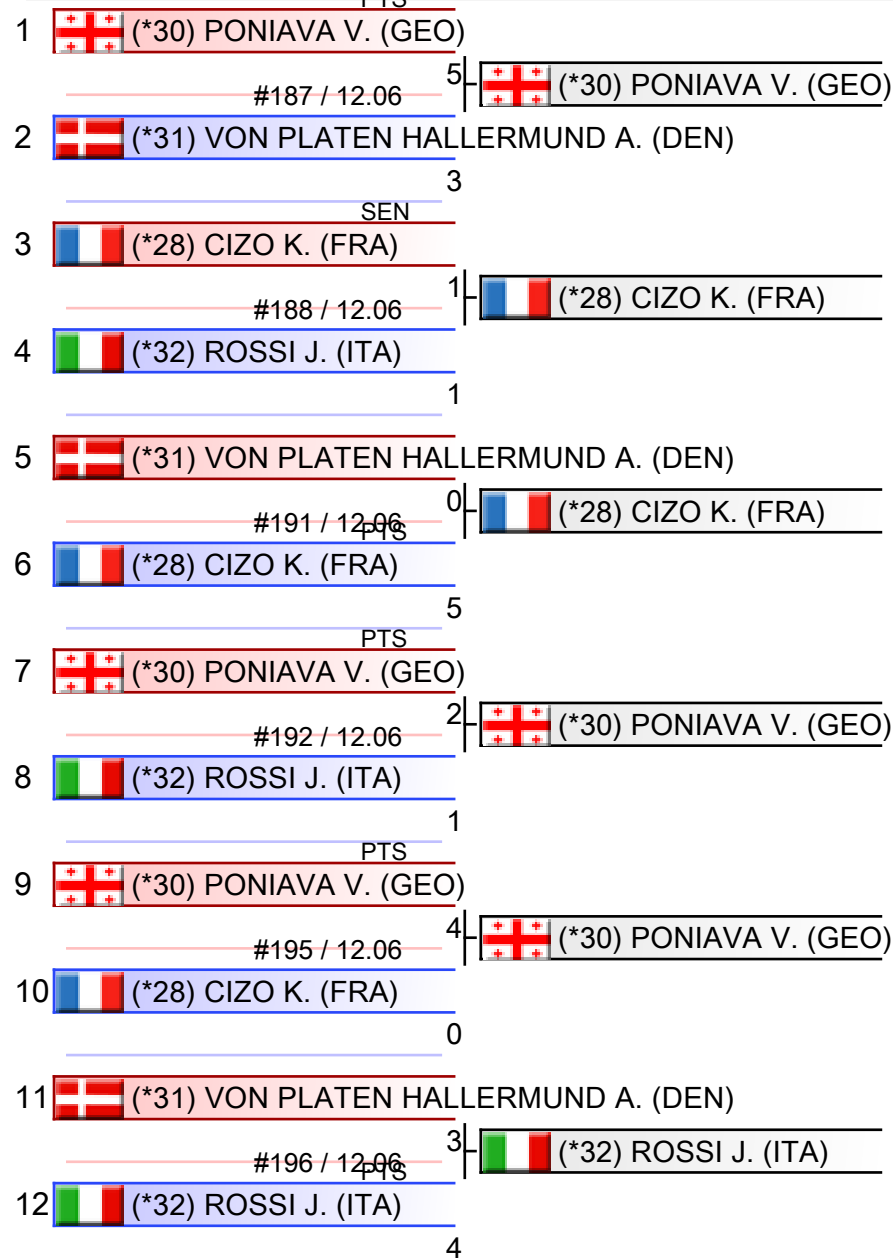 PTS
1 (*30) PONIAVA V. (GEO)
5 (*30) PONIAVA V. (GEO)
#187 / 12.06
2 (*31) VON PLATEN HALLERMUND A. (DEN)
3
SEN
3 (*28) CIZO K. (FRA)
1 (*28) CIZO K. (FRA)
#188 / 12.06
4 (*32) ROSSI J. (ITA)
1
5 (*31) VON PLATEN HALLERMUND A. (DEN)
0 (*28) CIZO K. (FRA)
#191 / 12.06
PTS
6 (*28) CIZO K. (FRA)
5
PTS
7 (*30) PONIAVA V. (GEO)
2 (*30) PONIAVA V. (GEO)
#192 / 12.06
8 (*32) ROSSI J. (ITA)
1
PTS
9 (*30) PONIAVA V. (GEO)
4 (*30) PONIAVA V. (GEO)
#195 / 12.06
10 (*28) CIZO K. (FRA)
0
11 (*31) VON PLATEN HALLERMUND A. (DEN)
3 (*32) ROSSI J. (ITA)
#196 / 12.06
PTS
12 (*32) ROSSI J. (ITA)
4